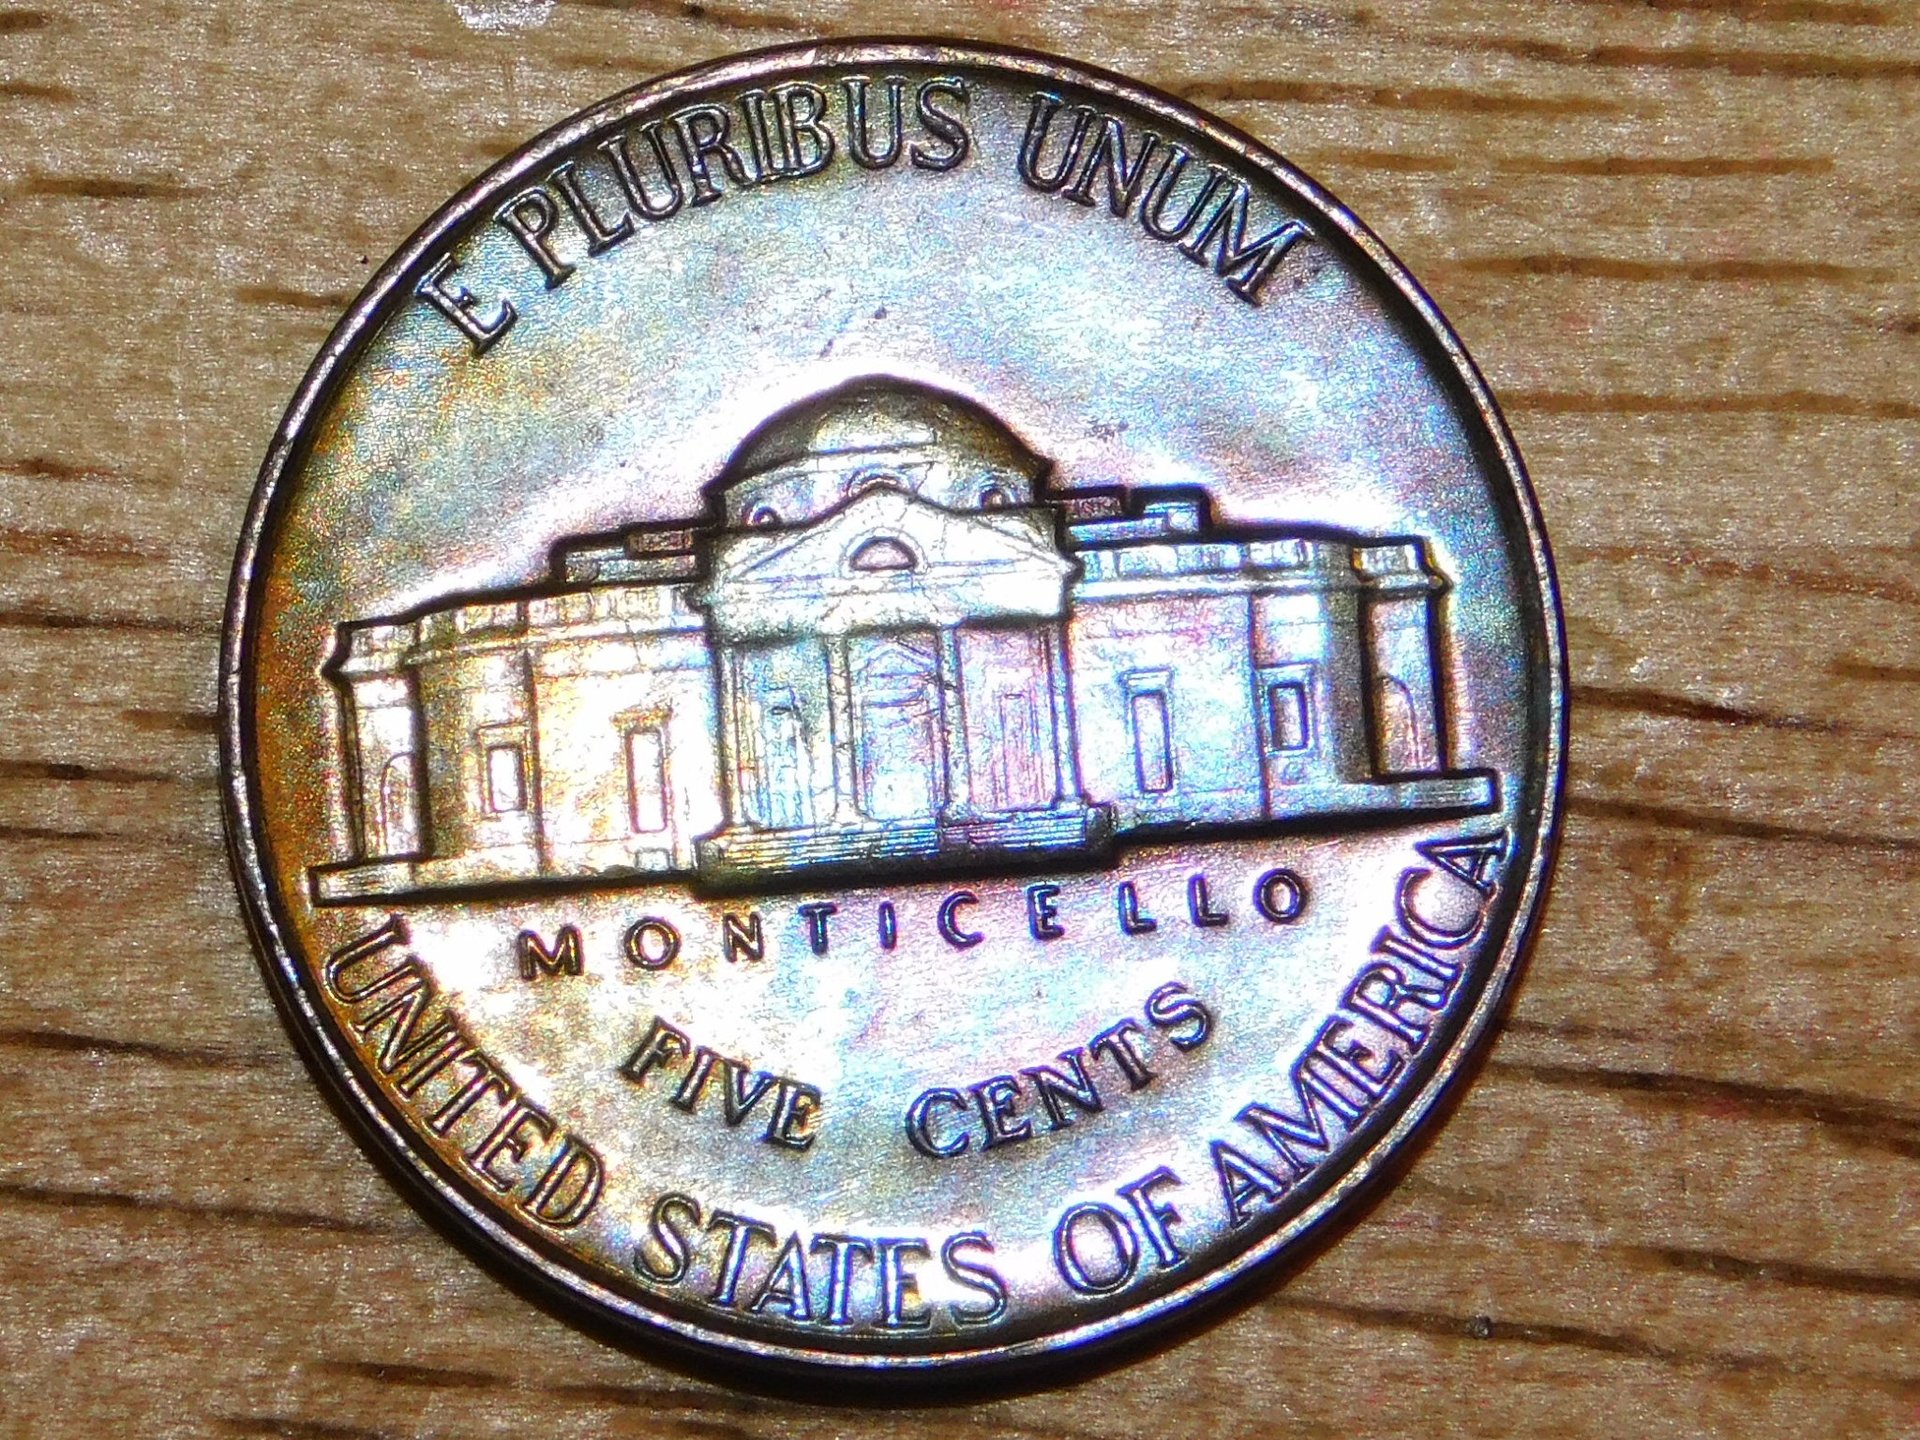 E PLURIBUS UNUM
MONTICELLO
FIVE CENTS
UNITED STATES OF AMERICA